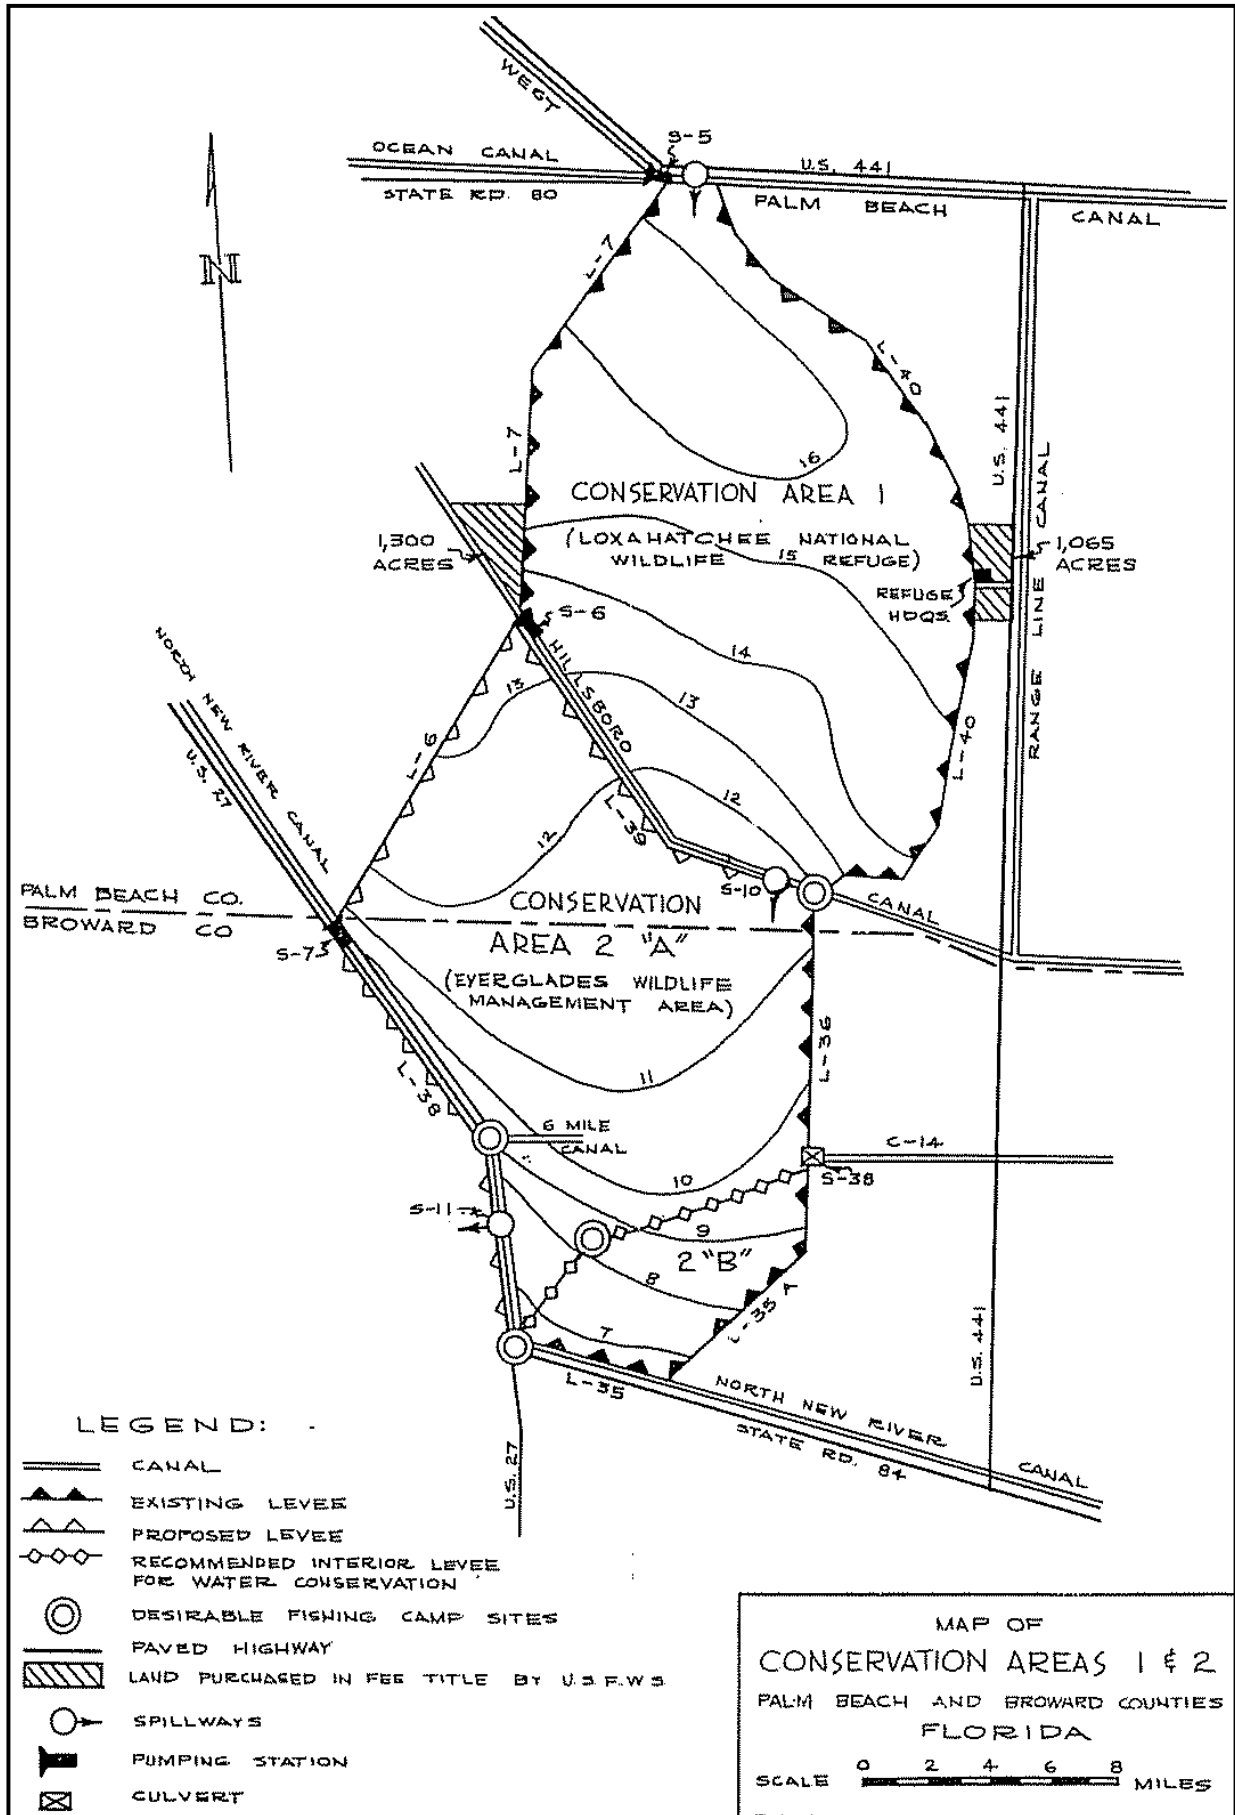 WEST
S-5
OCEAN CANAL
U.S. 441
STATE RD. 80
PALM BEACH CANAL
N
L-7
L-40
L-7
U.S. 441
16
CONSERVATION AREA 1
(LOXAHATCHEE NATIONAL
WILDLIFE REFUGE)
15
1,300
ACRES
1,065
ACRES
REFUGE
HDQS.
RANGE LINE CANAL
S-6
HILLSBORO
14
13
13
NORTH NEW RIVER CANAL
U.S. 27
L-6
L-40
12
12
L-39
S-10
CANAL
PALM BEACH CO.
BROWARD CO
CONSERVATION
AREA 2 "A"
(EVERGLADES WILDLIFE
MANAGEMENT AREA)
S-7
L-36
11
L-38
6 MILE
CANAL
C-14
10
S-38
S-11
9
2 "B"
8
L-35 A
7
L-35
U.S. 441
NORTH NEW RIVER CANAL
STATE RD. 84
U.S. 27
LEGEND:
CANAL
EXISTING LEVEE
PROPOSED LEVEE
RECOMMENDED INTERIOR LEVEE
FOR WATER CONSERVATION
DESIRABLE FISHING CAMP SITES
PAVED HIGHWAY
LAND PURCHASED IN FEE TITLE BY U.S.F.W.S
SPILLWAYS
PUMPING STATION
CULVERT
MAP OF
CONSERVATION AREAS 1 & 2
PALM BEACH AND BROWARD COUNTIES
FLORIDA
SCALE 0 2 4 6 8 MILES